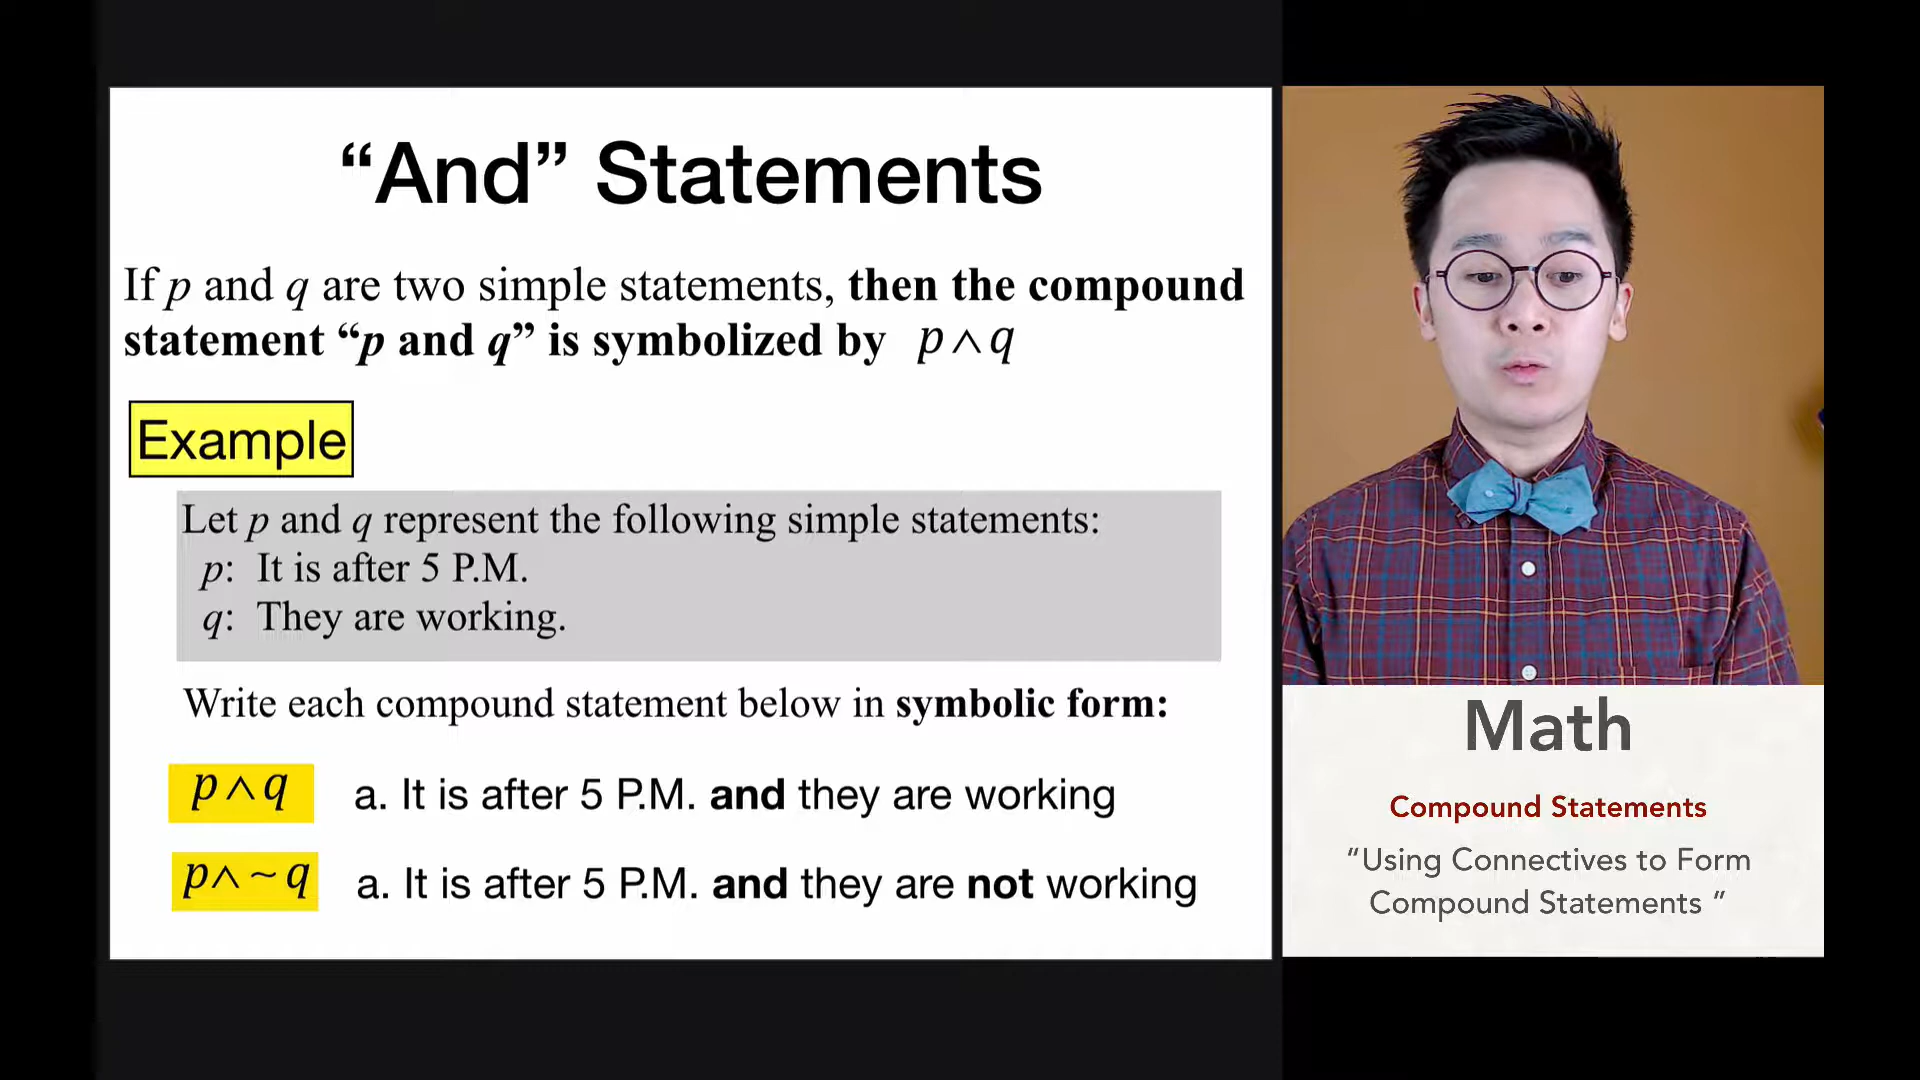 “And” Statements
If p and q are two simple statements, then the compound
statement “p and q” is symbolized by p ∧ q
Example
Let p and q represent the following simple statements:
p: It is after 5 P.M.
q: They are working.
Write each compound statement below in symbolic form:
p ∧ q a. It is after 5 P.M. and they are working
p ∧ ~ q a. It is after 5 P.M. and they are not working
Math
Compound Statements
“Using Connectives to Form
Compound Statements ”